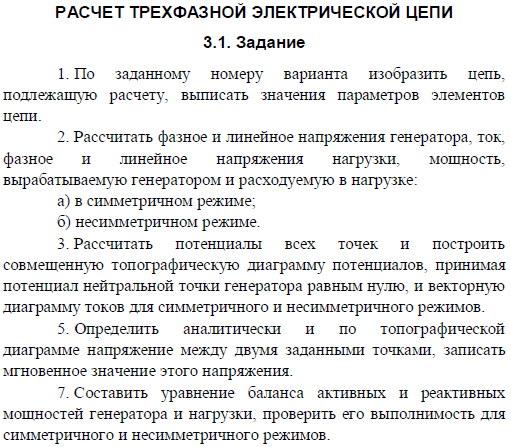 РАСЧЕТ ТРЕХФАЗНОЙ ЭЛЕКТРИЧЕСКОЙ ЦЕПИ
3.1. Задание
1. По заданному номеру варианта изобразить цепь,
подлежащую расчету, выписать значения параметров элементов
цепи.
2. Рассчитать фазное и линейное напряжения генератора, ток,
фазное и линейное напряжения нагрузки, мощность,
вырабатываемую генератором и расходуемую в нагрузке:
а) в симметричном режиме;
б) несимметричном режиме.
3. Рассчитать потенциалы всех точек и построить
совмещенную топографическую диаграмму потенциалов, принимая
потенциал нейтральной точки генератора равным нулю, и векторную
диаграмму токов для симметричного и несимметричного режимов.
5. Определить аналитически и по топографической
диаграмме напряжение между двумя заданными точками, записать
мгновенное значение этого напряжения.
7. Составить уравнение баланса активных и реактивных
мощностей генератора и нагрузки, проверить его выполнимость для
симметричного и несимметричного режимов.